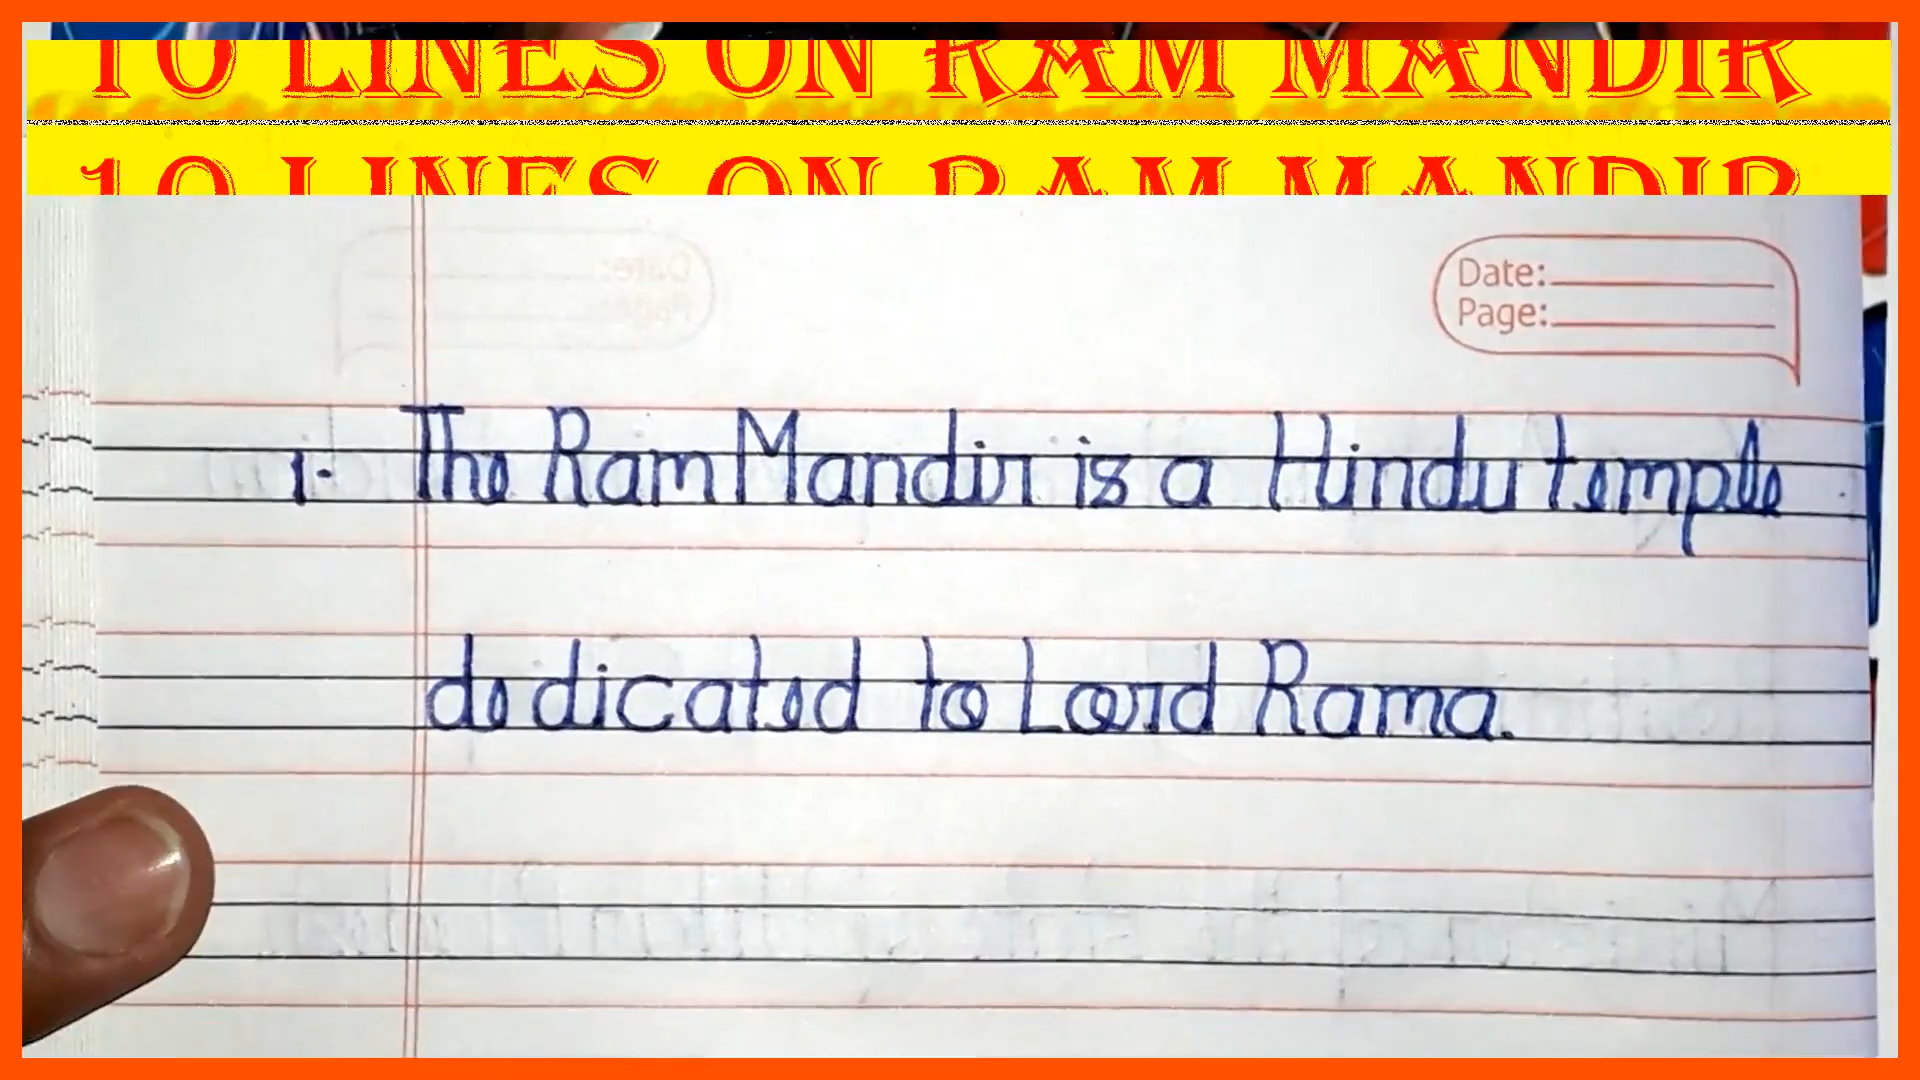 10 LINES ON RAM MANDIR
10 LINES ON RAM MANDIR
Date:
Page:
1. The Ram Mandir is a Hindu temple
dedicated to Lord Rama.